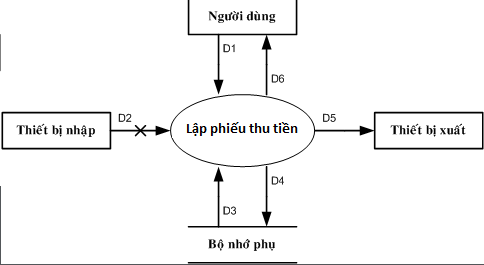 Người dùng
D1
D6
Thiết bị nhập
D2
Lập phiếu thu tiền
D5
Thiết bị xuất
D3
D4
Bộ nhớ phụ